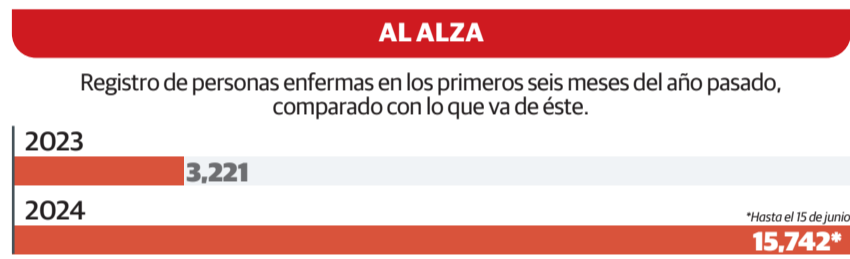 AL ALZA
Registro de personas enfermas en los primeros seis meses del año pasado,
comparado con lo que va de éste.
2023
3,221
2024
*Hasta el 15 de junio
15,742*